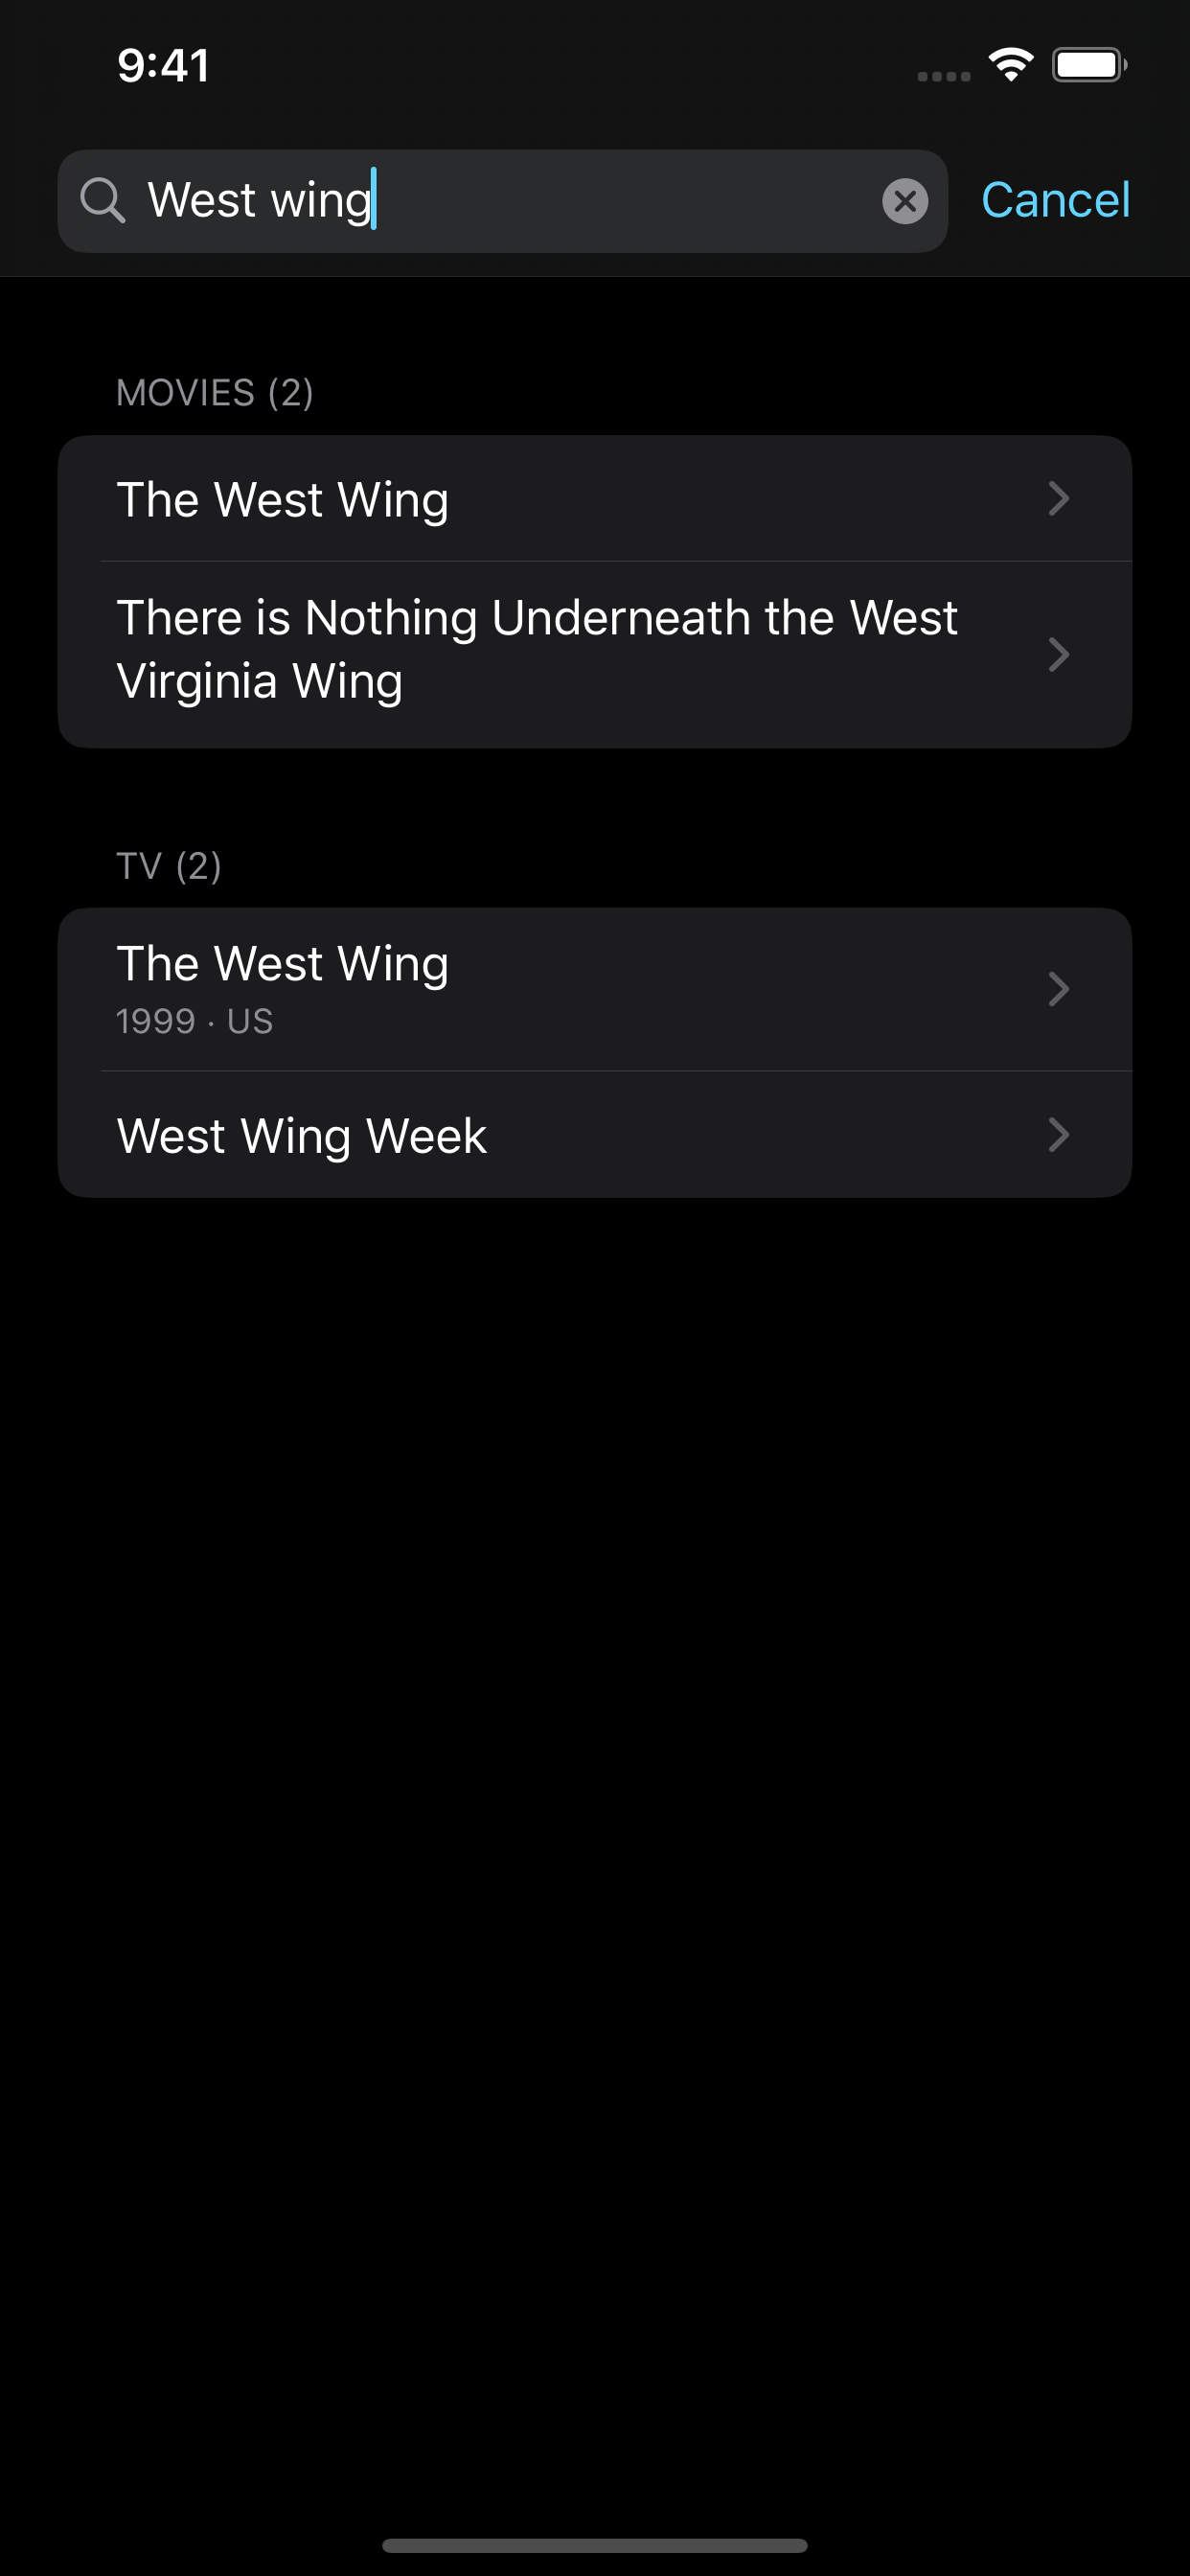 9:41
West wing
Cancel
MOVIES (2)
The West Wing
There is Nothing Underneath the West
Virginia Wing
TV (2)
The West Wing
1999 · US
West Wing Week